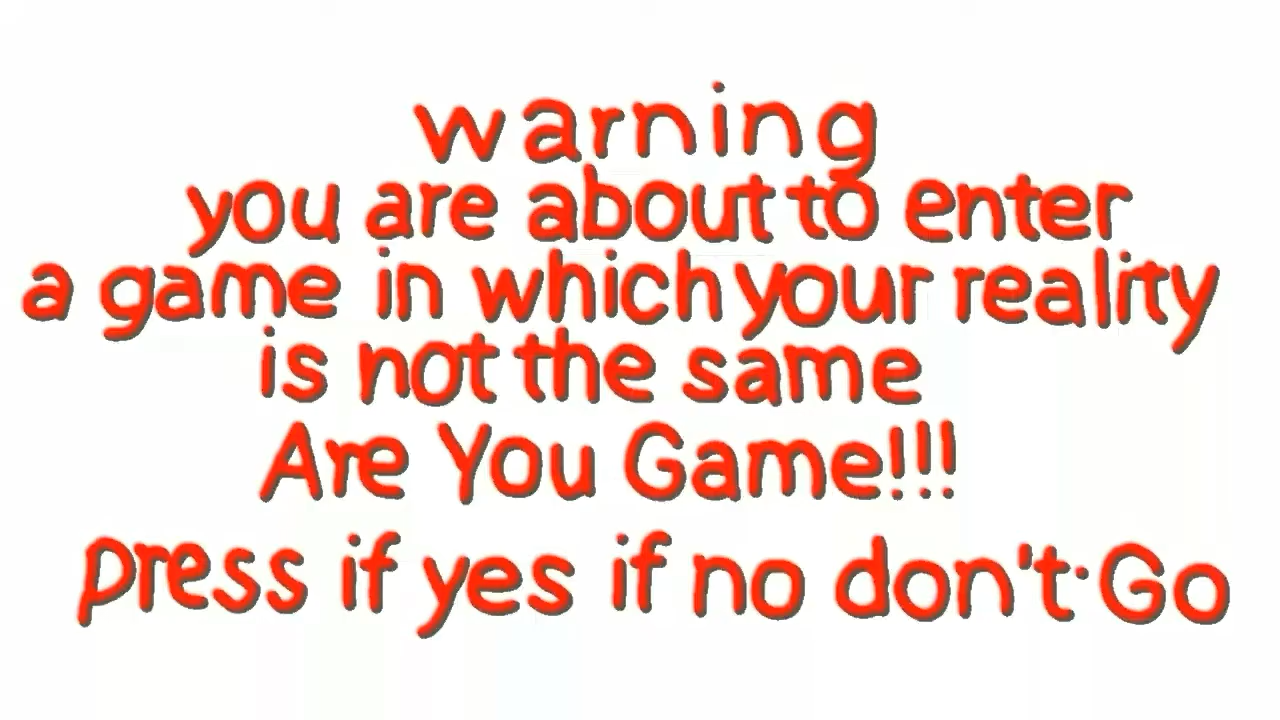 warning
you are about to enter
a game in which your reality
is not the same
Are You Game!!!
press if yes if no don't·Go